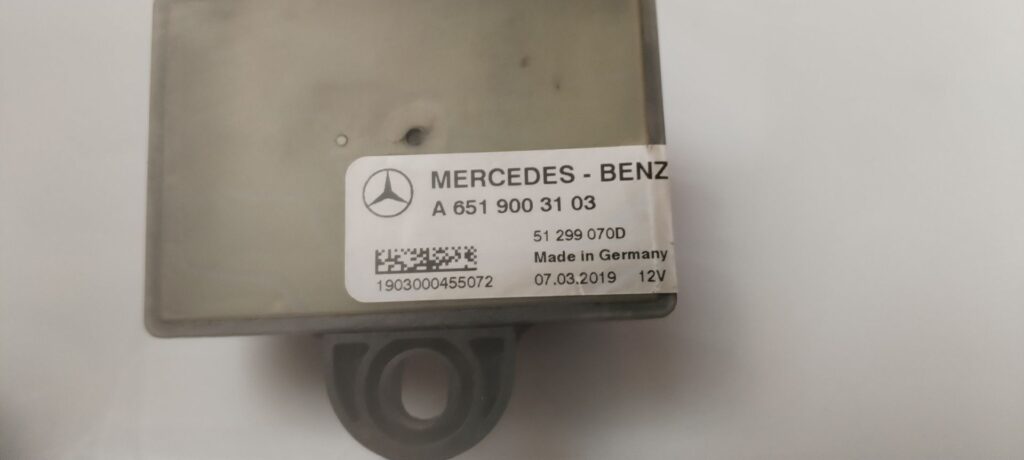 MERCEDES - BENZ
A 651 900 31 03
51 299 070D
Made in Germany
1903000455072 07.03.2019 12V